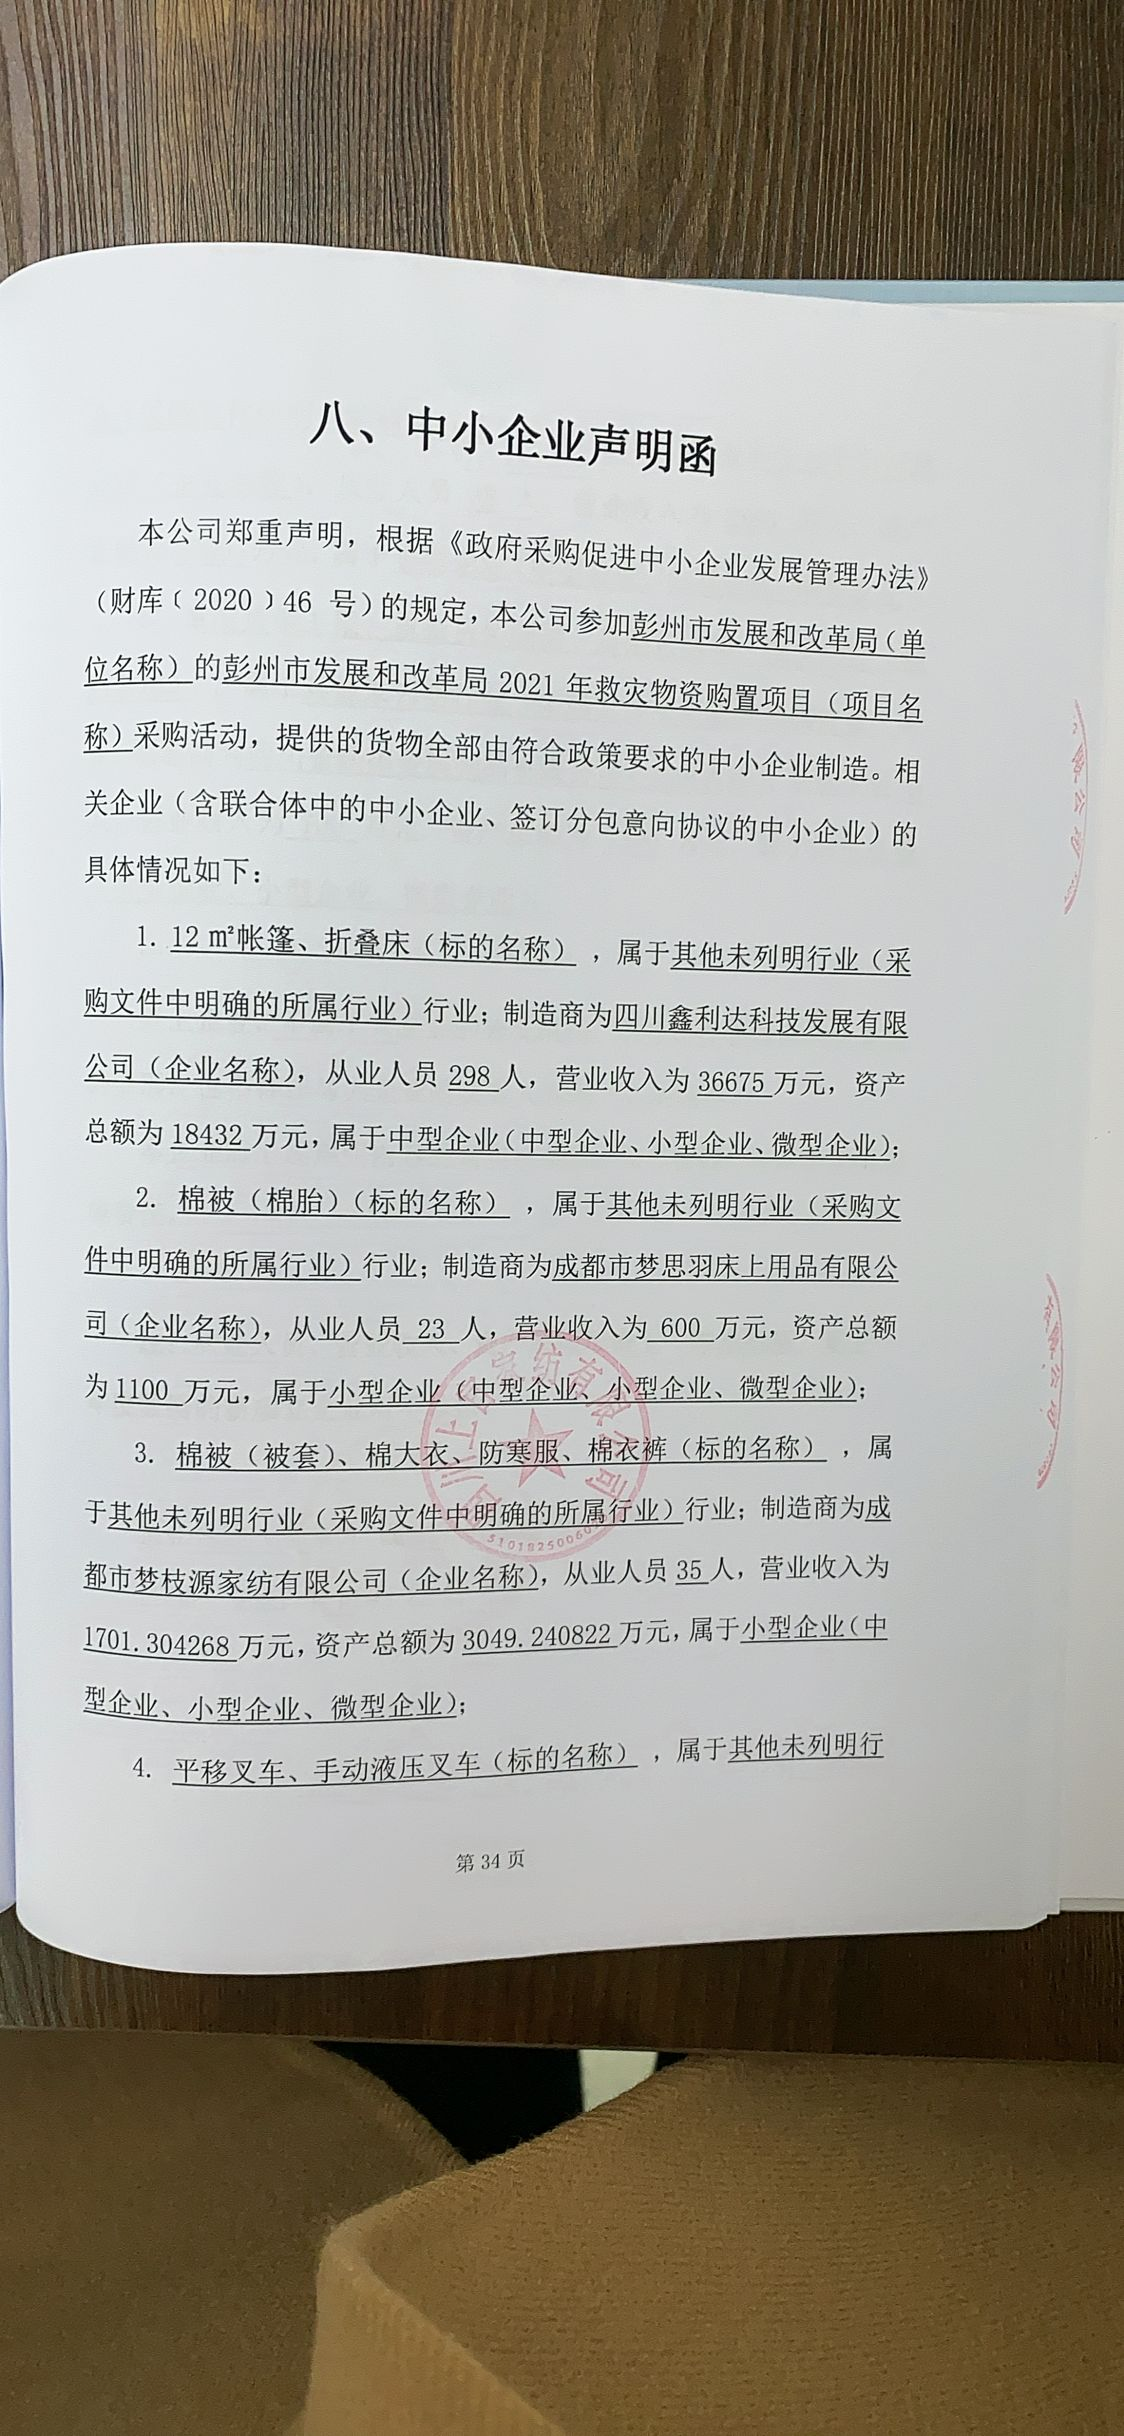 八、中小企业声明函
本公司郑重声明，根据《政府采购促进中小企业发展管理办法》
（财库﹝2020﹞46 号）的规定，本公司参加彭州市发展和改革局（单
位名称）的彭州市发展和改革局 2021 年救灾物资购置项目（项目名
称）采购活动，提供的货物全部由符合政策要求的中小企业制造。相
关企业（含联合体中的中小企业、签订分包意向协议的中小企业）的
具体情况如下：
1. 12 ㎡帐篷、折叠床（标的名称） ，属于其他未列明行业（采
购文件中明确的所属行业）行业；制造商为四川鑫利达科技发展有限
公司（企业名称），从业人员 298 人，营业收入为 36675 万元，资产
总额为 18432 万元，属于中型企业（中型企业、小型企业、微型企业）；
2. 棉被（棉胎）（标的名称） ，属于其他未列明行业（采购文
件中明确的所属行业）行业；制造商为成都市梦思羽床上用品有限公
司（企业名称），从业人员 23 人，营业收入为 600 万元，资产总额
为 1100 万元，属于小型企业（中型企业、小型企业、微型企业）；
3. 棉被（被套）、棉大衣、防寒服、棉衣裤（标的名称） ，属
于其他未列明行业（采购文件中明确的所属行业）行业；制造商为成
都市梦枝源家纺有限公司（企业名称），从业人员 35 人，营业收入为
1701.304268 万元，资产总额为 3049.240822 万元，属于小型企业（中
型企业、小型企业、微型企业）；
4. 平移叉车、手动液压叉车（标的名称） ，属于其他未列明行
第 34 页